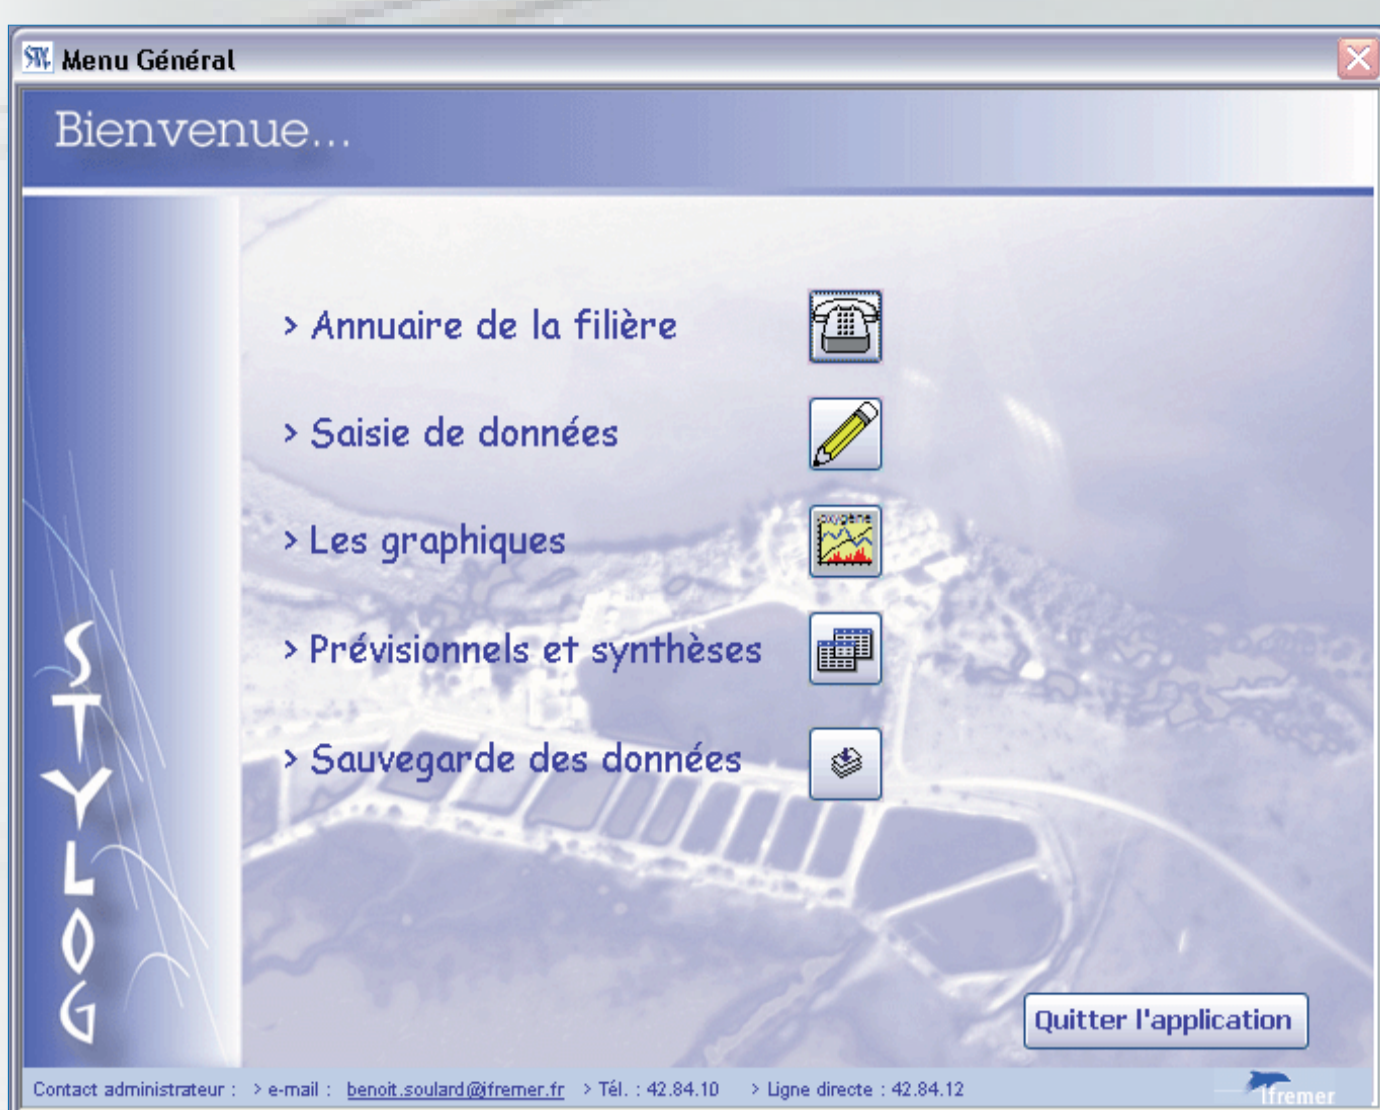 STYL Menu Général
Bienvenue...
> Annuaire de la filière
> Saisie de données
> Les graphiques
oxygène
> Prévisionnels et synthèses
> Sauvegarde des données
STYLOG
Quitter l'application
Contact administrateur : > e-mail : benoit.soulard@ifremer.fr > Tél. : 42.84.10 > Ligne directe : 42.84.12
Ifremer